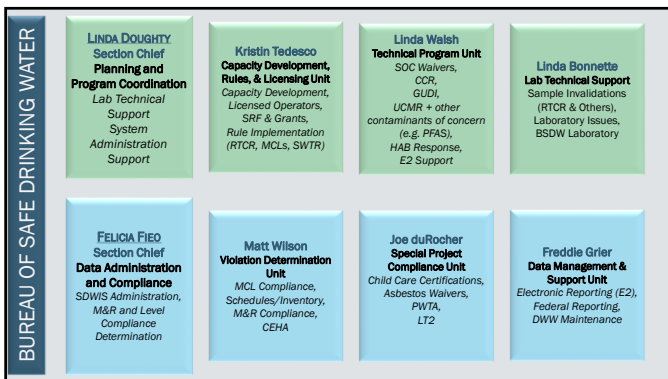 BUREAU OF SAFE DRINKING WATER
LINDA DOUGHTY
Section Chief
Planning and
Program Coordination
Lab Technical
Support
System
Administration
Support
Kristin Tedesco
Capacity Development,
Rules, & Licensing Unit
Capacity Development,
Licensed Operators,
SRF & Grants,
Rule Implementation
(RTCR, MCLs, SWTR)
Linda Walsh
Technical Program Unit
SOC Waivers,
CCR,
GUDI,
UCMR + other
contaminants of concern
(e.g. PFAS),
HAB Response,
E2 Support
Linda Bonnette
Lab Technical Support
Sample Invalidations
(RTCR & Others),
Laboratory Issues,
BSDW Laboratory
FELICIA FIEO
Section Chief
Data Administration
and Compliance
SDWIS Administration,
M&R and Level
Compliance
Determination
Matt Wilson
Violation Determination
Unit
MCL Compliance,
Schedules/Inventory,
M&R Compliance,
CEHA
Joe duRocher
Special Project
Compliance Unit
Child Care Certifications,
Asbestos Waivers,
PWTA,
LT2
Freddie Grier
Data Management &
Support Unit
Electronic Reporting (E2),
Federal Reporting,
DWW Maintenance